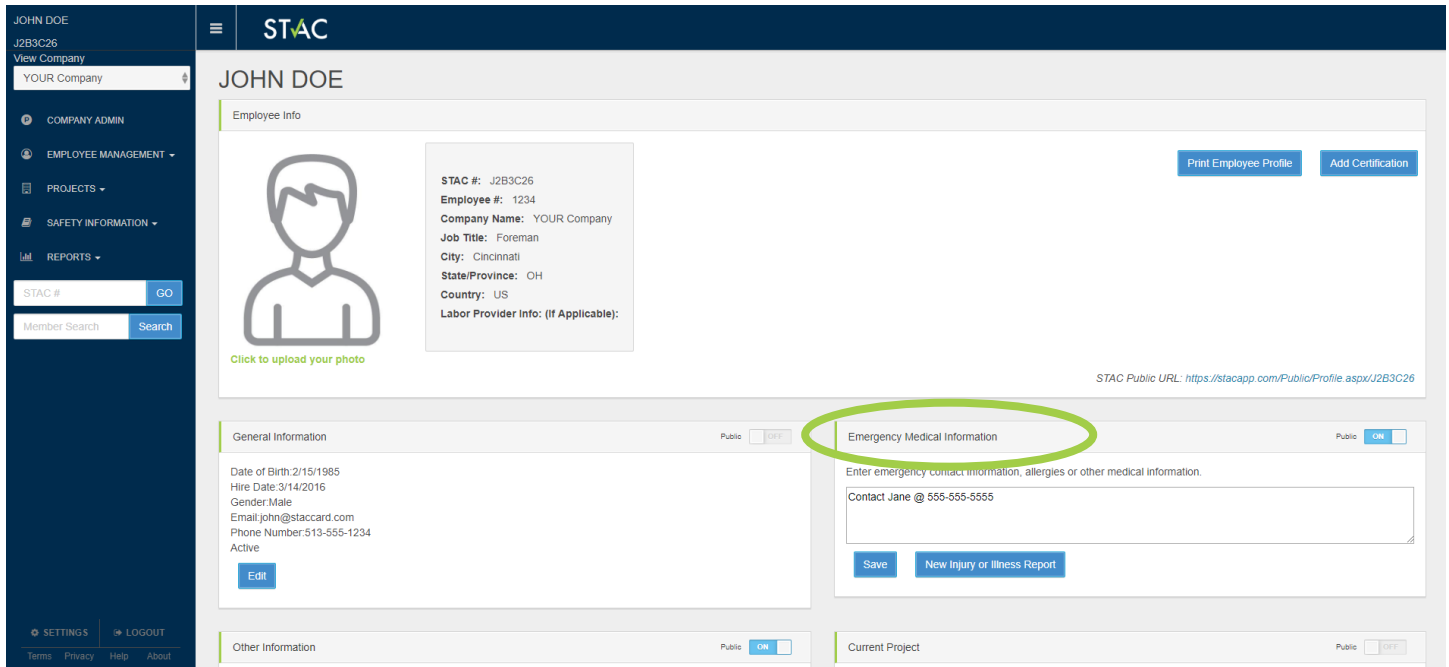 JOHN DOE
J2B3C26
View Company
YOUR Company
COMPANY ADMIN
EMPLOYEE MANAGEMENT
PROJECTS
SAFETY INFORMATION
REPORTS
STAC # GO
Member Search Search
SETTINGS LOGOUT
Terms Privacy Help About
STAC
JOHN DOE
Employee Info
Click to upload your photo
STAC #: J2B3C26
Employee #: 1234
Company Name: YOUR Company
Job Title: Foreman
City: Cincinnati
State/Province: OH
Country: US
Labor Provider Info: (If Applicable):
Print Employee Profile Add Certification
STAC Public URL: https://stacapp.com/Public/Profile.aspx/J2B3C26
General Information Public OFF
Date of Birth:2/15/1985
Hire Date:3/14/2016
Gender:Male
Email:john@staccard.com
Phone Number:513-555-1234
Active
Edit
Emergency Medical Information Public ON
Enter emergency contact information, allergies or other medical information.
Contact Jane @ 555-555-5555
Save New Injury or Illness Report
Other Information Public ON
Current Project Public OFF